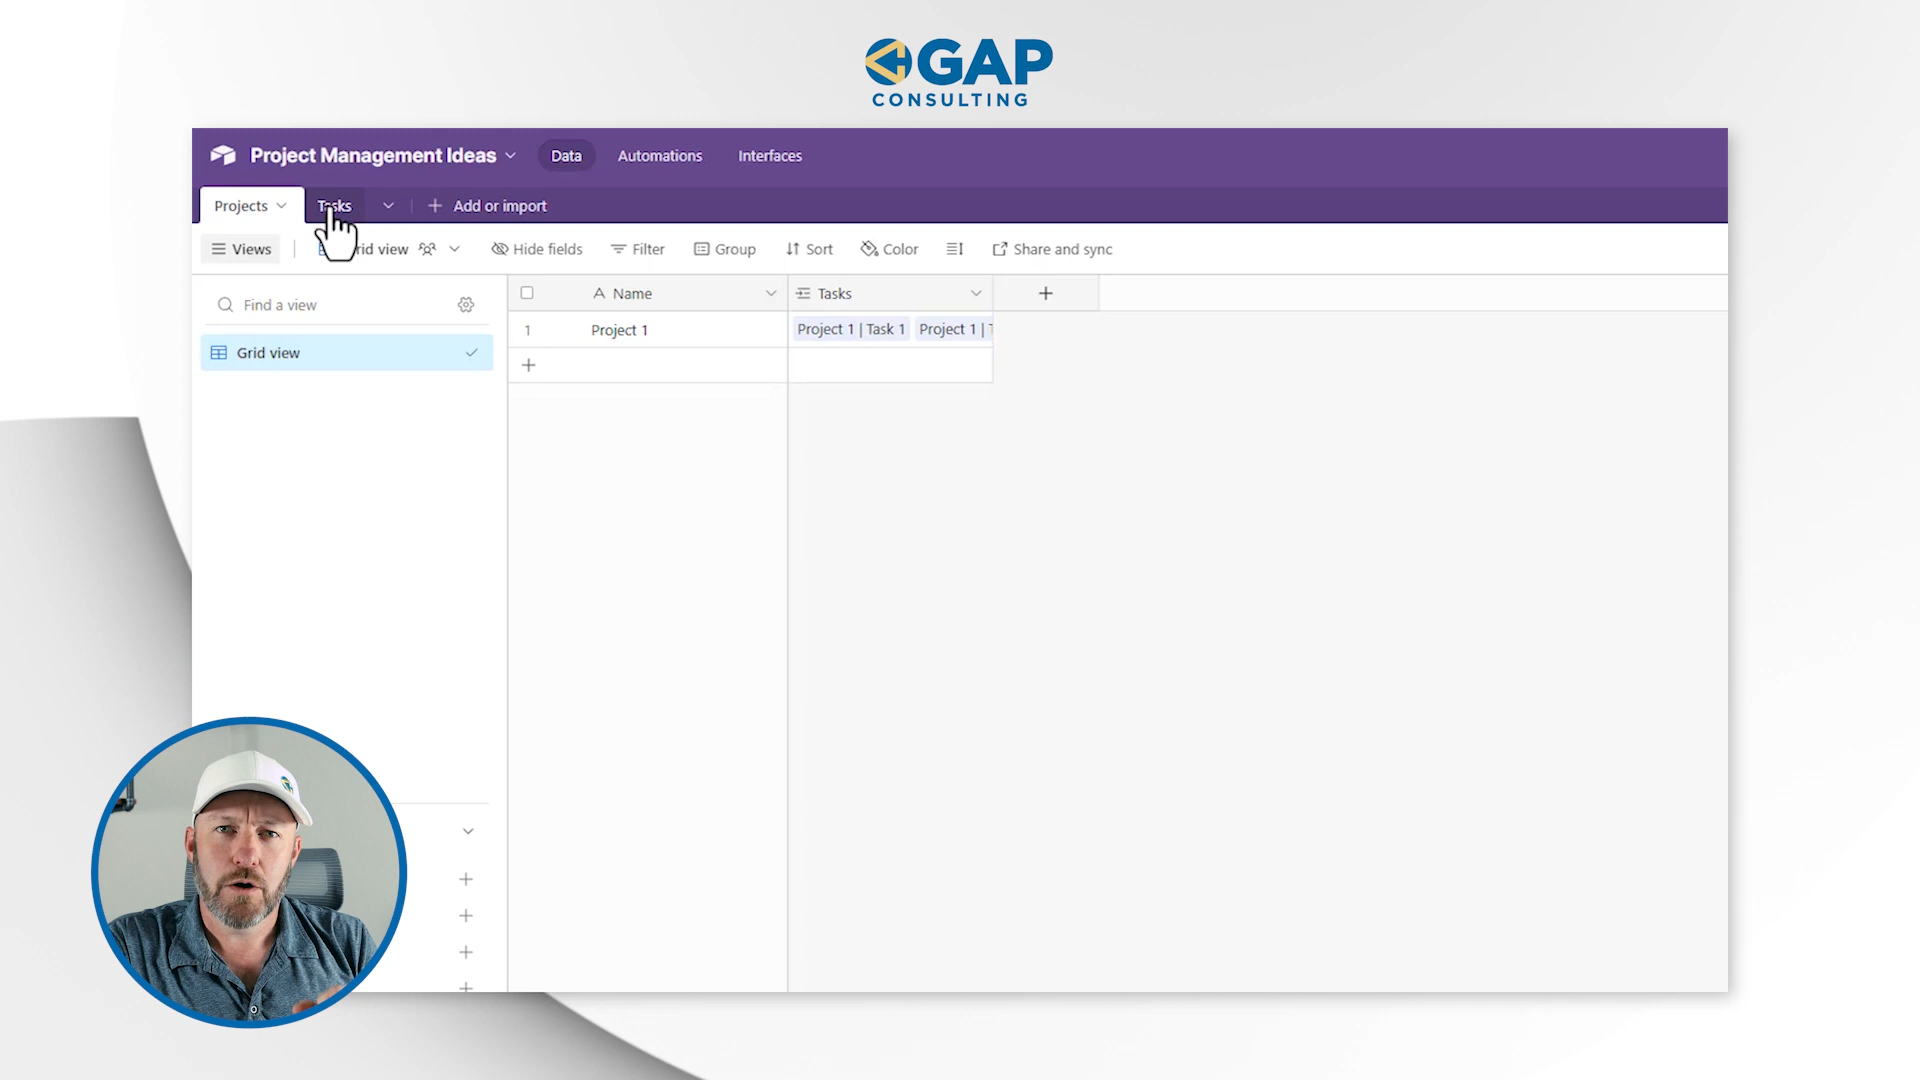 GAP
CONSULTING
Project Management Ideas
Data
Automations
Interfaces
Projects
Tasks
Add or import
Views
Hide fields
Filter
Group
Sort
Color
Share and sync
Find a view
Name
Tasks
Grid view
1
Project 1
Project 1 | Task 1
Project 1 |